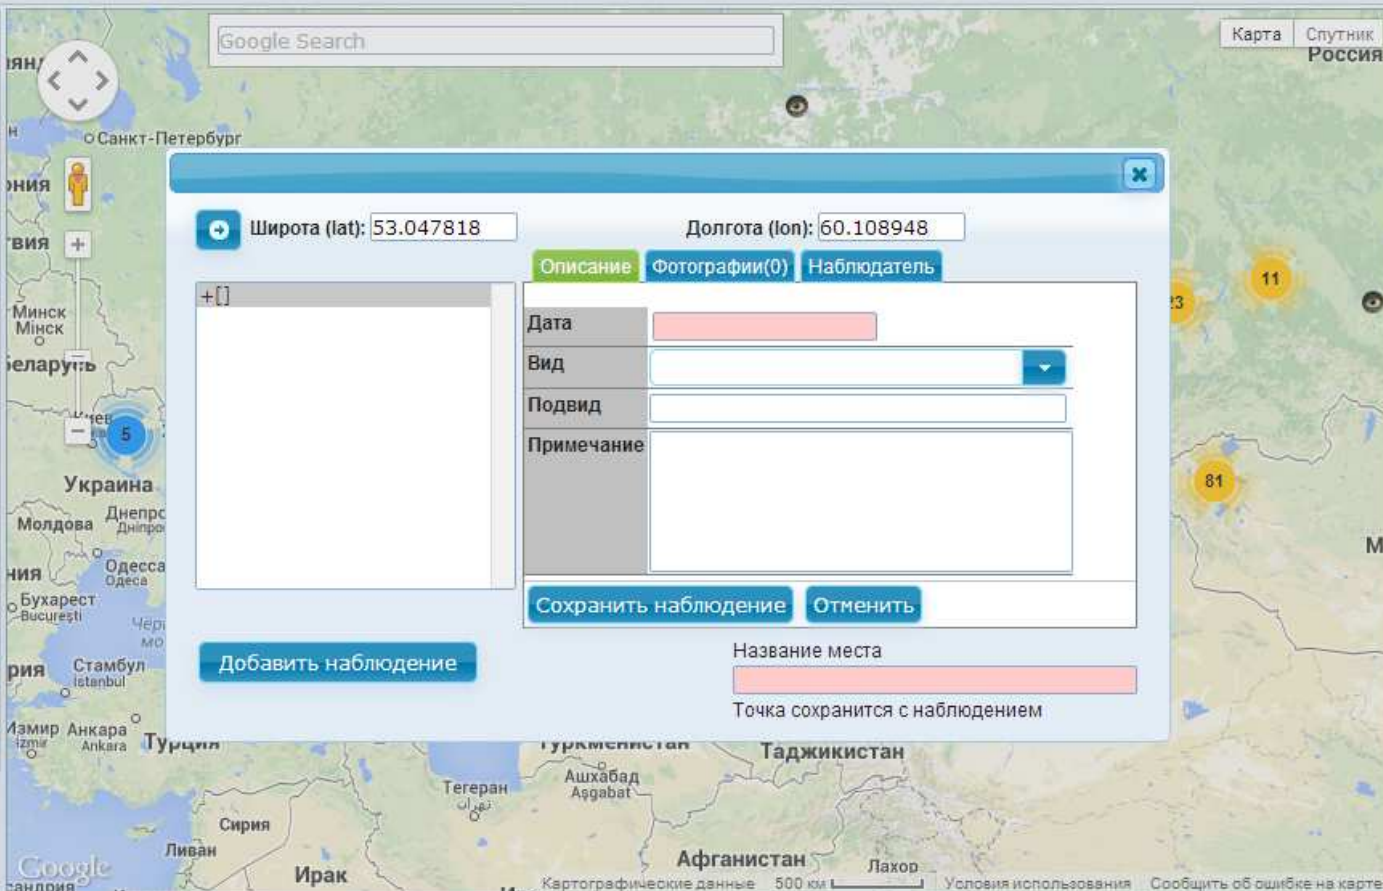 Google Search
Карта
Спутник
Россия
Санкт-Петербург
Широта (lat): 53.047818
Долгота (lon): 60.108948
Описание
Фотографии(0)
Наблюдатель
+[]
Дата
Вид
Подвид
Примечание
Сохранить наблюдение
Отменить
Добавить наблюдение
Название места
Точка сохранится с наблюдением
11
81
5
Минск
Мінск
Украина
Молдова
Одесса
Одеса
Бухарест
București
Стамбул
İstanbul
Измир
İzmir
Анкара
Ankara
Турция
Туркменистан
Таджикистан
Ашхабад
Aşgabat
Тегеран
تهران
Сирия
Ливан
Ирак
Афганистан
Лахор
Google
Картографические данные
500 км
Условия использования
Сообщить об ошибке на карте